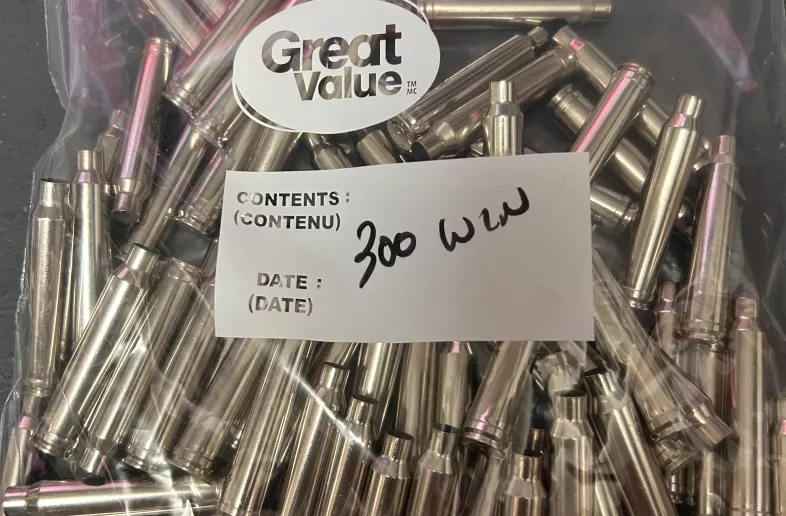 Great
Value
TM
MC
CONTENTS :
(CONTENU)
300 WIN
DATE :
(DATE)